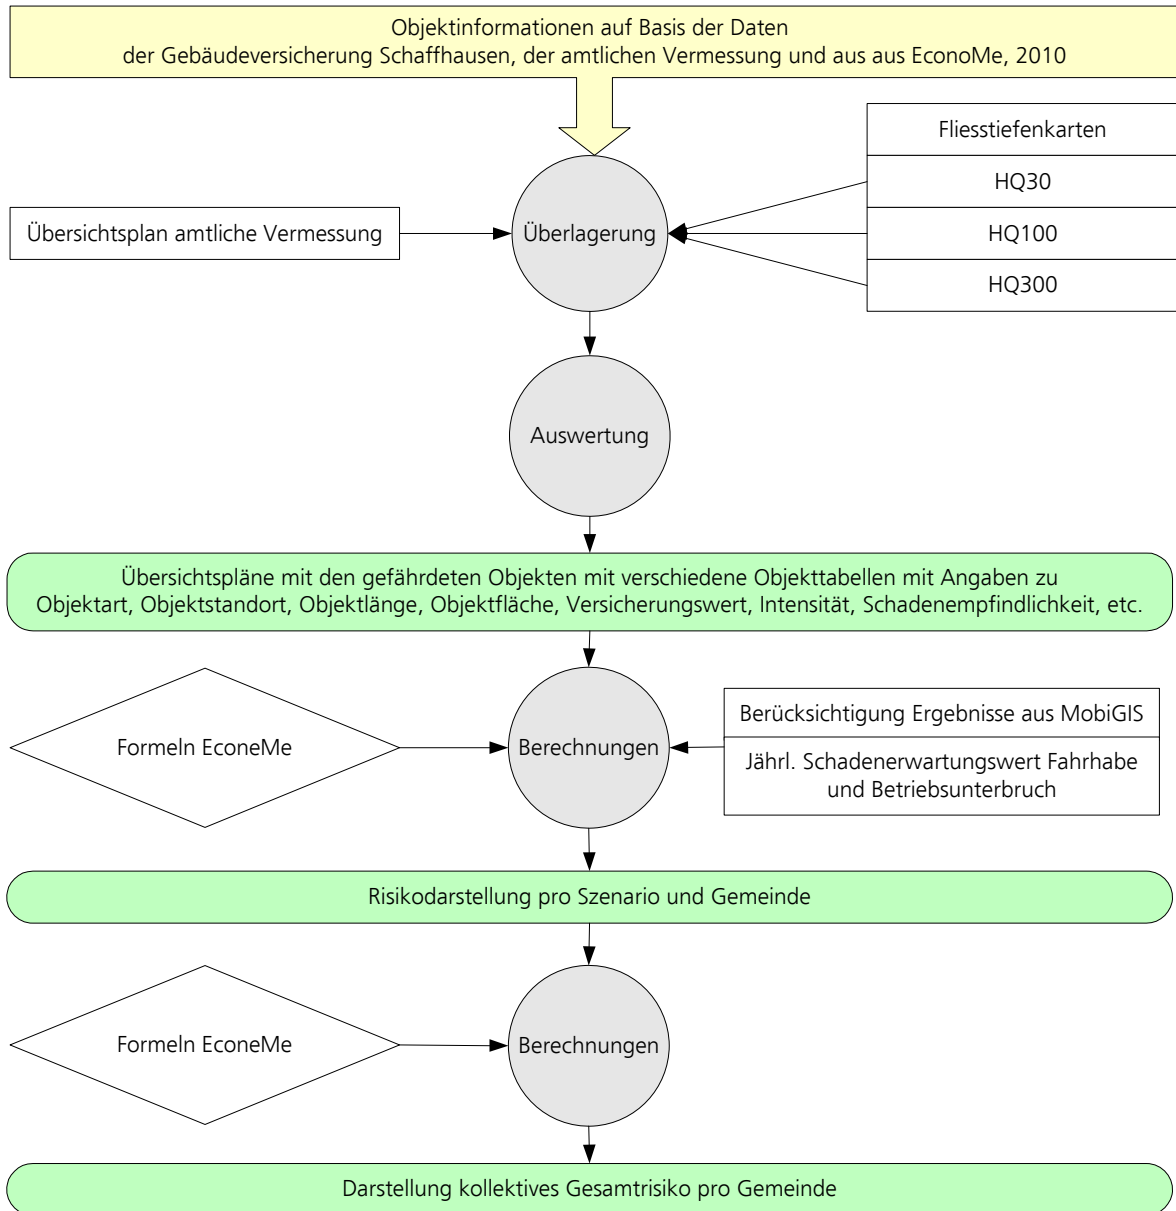 Objektinformationen auf Basis der Daten
der Gebäudeversicherung Schaffhausen, der amtlichen Vermessung und aus aus EconoMe, 2010
Fliesstiefenkarten
HQ30
Übersichtsplan amtliche Vermessung
Überlagerung
HQ100
HQ300
Auswertung
Übersichtspläne mit den gefährdeten Objekten mit verschiedene Objekttabellen mit Angaben zu
Objektart, Objektstandort, Objektlänge, Objektfläche, Versicherungswert, Intensität, Schadenempfindlichkeit, etc.
Formeln EconeMe
Berechnungen
Berücksichtigung Ergebnisse aus MobiGIS
Jährl. Schadenerwartungswert Fahrhabe
und Betriebsunterbruch
Risikodarstellung pro Szenario und Gemeinde
Formeln EconeMe
Berechnungen
Darstellung kollektives Gesamtrisiko pro Gemeinde